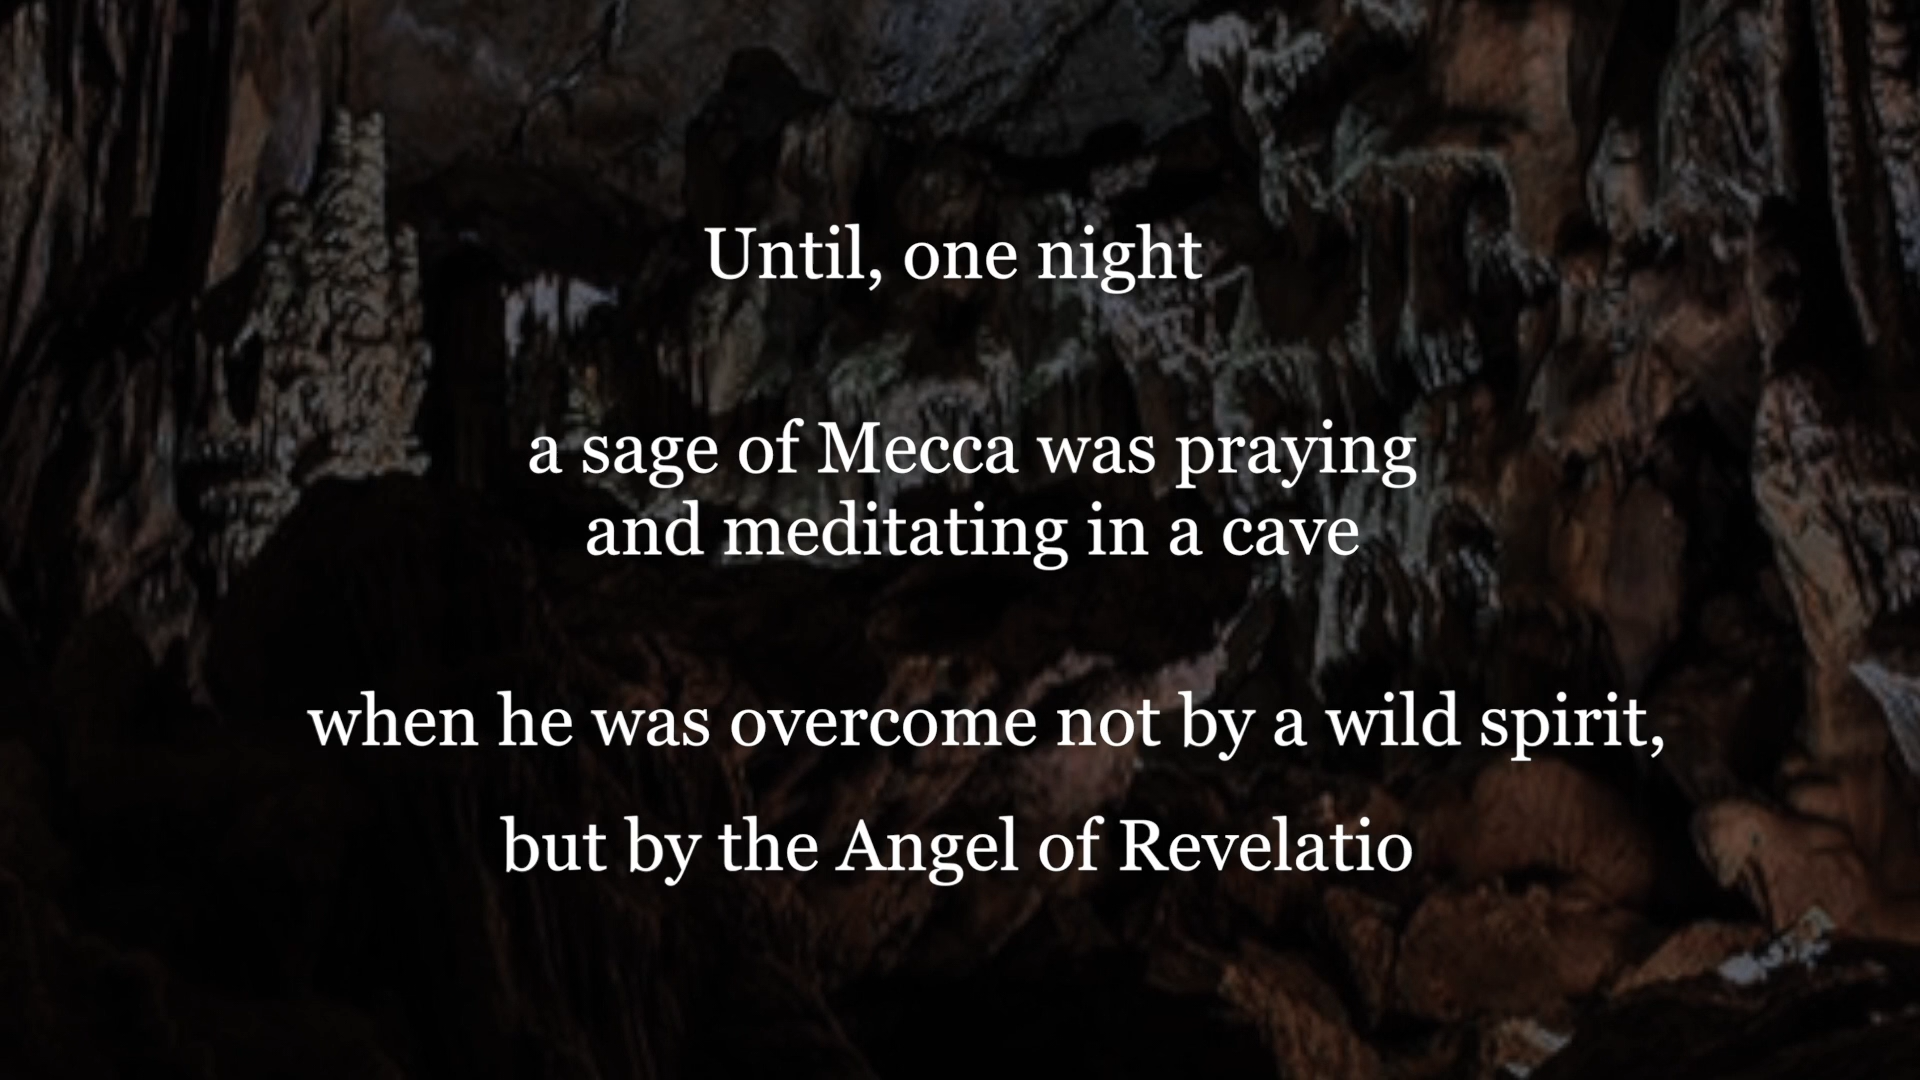 Until, one night
a sage of Mecca was praying
and meditating in a cave
when he was overcome not by a wild spirit,
but by the Angel of Revelatio